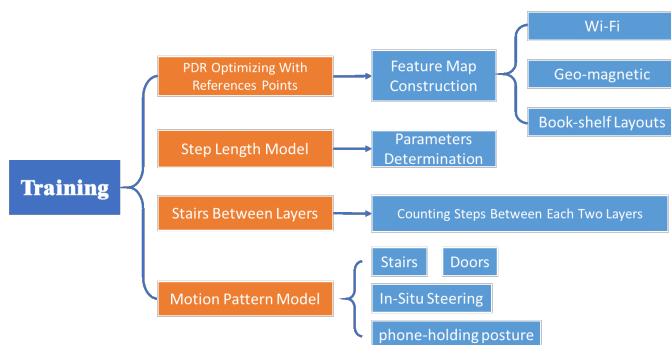 Training
PDR Optimizing With
References Points
Feature Map
Construction
Wi-Fi
Geo-magnetic
Book-shelf Layouts
Step Length Model
Parameters
Determination
Stairs Between Layers
Counting Steps Between Each Two Layers
Motion Pattern Model
Stairs
Doors
In-Situ Steering
phone-holding posture